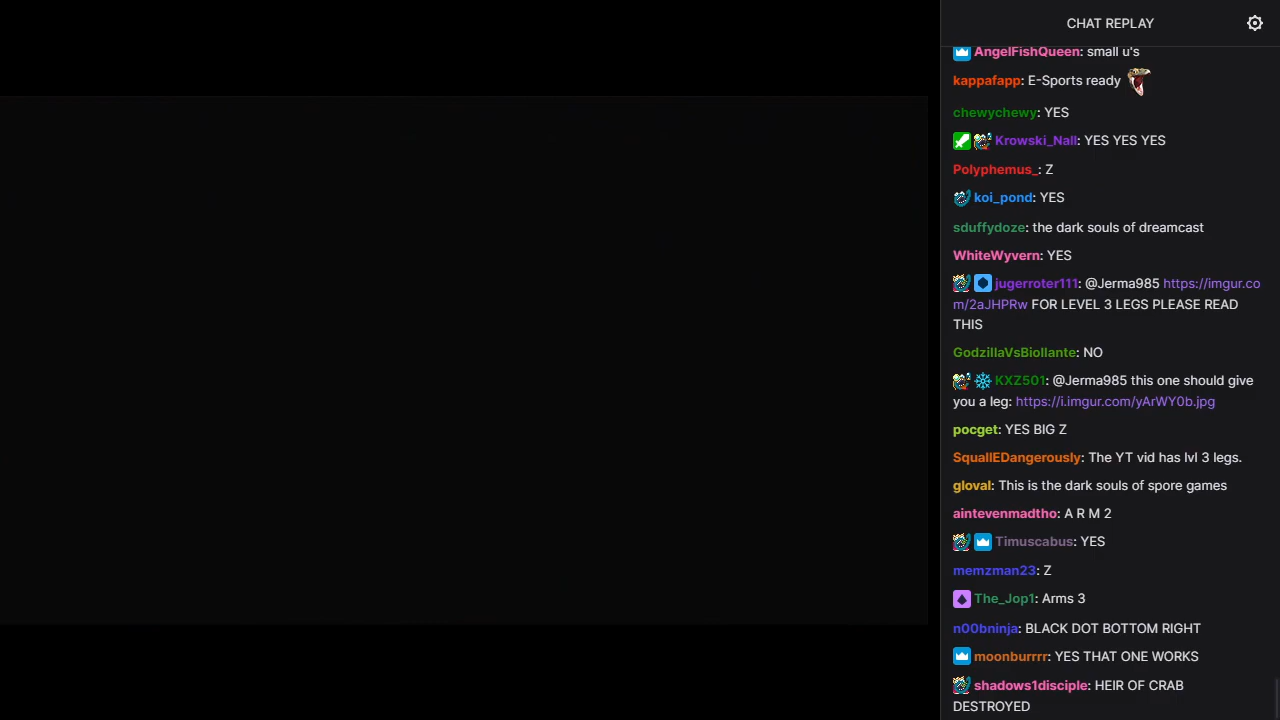 CHAT REPLAY
AngelFishQueen: small u's
kappafapp: E-Sports ready
chewychewy: YES
Krowski_Nall: YES YES YES
Polyphemus_: Z
koi_pond: YES
sduffydoze: the dark souls of dreamcast
WhiteWyvern: YES
jugerroter111: @Jerma985 https://imgur.co
m/2aJHPRw FOR LEVEL 3 LEGS PLEASE READ
THIS
GodzillaVsBiollante: NO
KXZ501: @Jerma985 this one should give
you a leg: https://i.imgur.com/yArWY0b.jpg
pocget: YES BIG Z
SquallEDangerously: The YT vid has lvl 3 legs.
gloval: This is the dark souls of spore games
aintevenmadtho: A R M 2
Timuscabus: YES
memzman23: Z
The_Jop1: Arms 3
n00bninja: BLACK DOT BOTTOM RIGHT
moonburrrr: YES THAT ONE WORKS
shadows1disciple: HEIR OF CRAB
DESTROYED